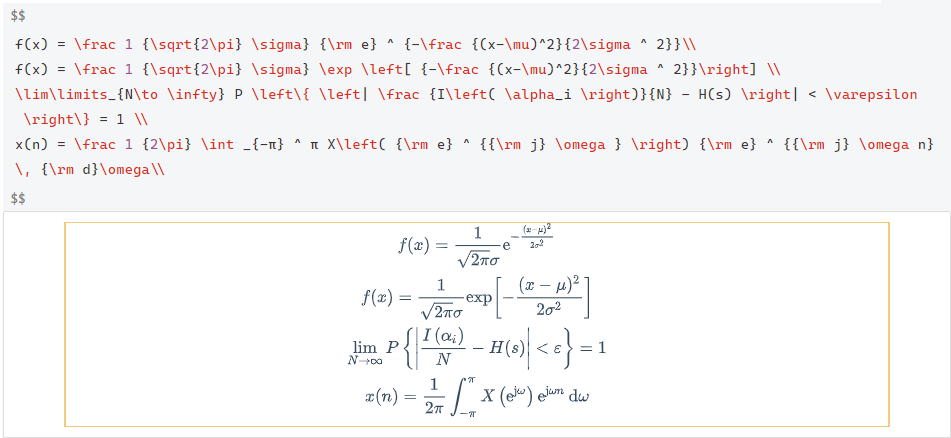 $$
f(x) = \frac 1 {\sqrt{2\pi} \sigma} {\rm e} ^ {-\frac {(x-\mu)^2}{2\sigma ^ 2}}\\
f(x) = \frac 1 {\sqrt{2\pi} \sigma} \exp \left[ {-\frac {(x-\mu)^2}{2\sigma ^ 2}}\right] \\
\lim\limits_{N\to \infty} P \left\{ \left| \frac {I\left( \alpha_i \right)}{N} - H(s) \right| < \varepsilon
\right\} = 1 \\
x(n) = \frac 1 {2\pi} \int _{-π} ^ π X\left( {\rm e} ^ {{\rm j} \omega } \right) {\rm e} ^ {{\rm j} \omega n}
\, {\rm d}\omega\\
$$
f(x) = \frac{1}{\sqrt{2\pi}\sigma} e^{-\frac{(x-\mu)^2}{2\sigma^2}}
f(x) = \frac{1}{\sqrt{2\pi}\sigma} \exp\left[-\frac{(x-\mu)^2}{2\sigma^2}\right]
\lim_{N\to\infty} P\left\{\left|\frac{I(\alpha_i)}{N} - H(s)\right| < \varepsilon\right\} = 1
x(n) = \frac{1}{2\pi} \int_{-\pi}^{\pi} X(e^{j\omega}) e^{j\omega n} d\omega